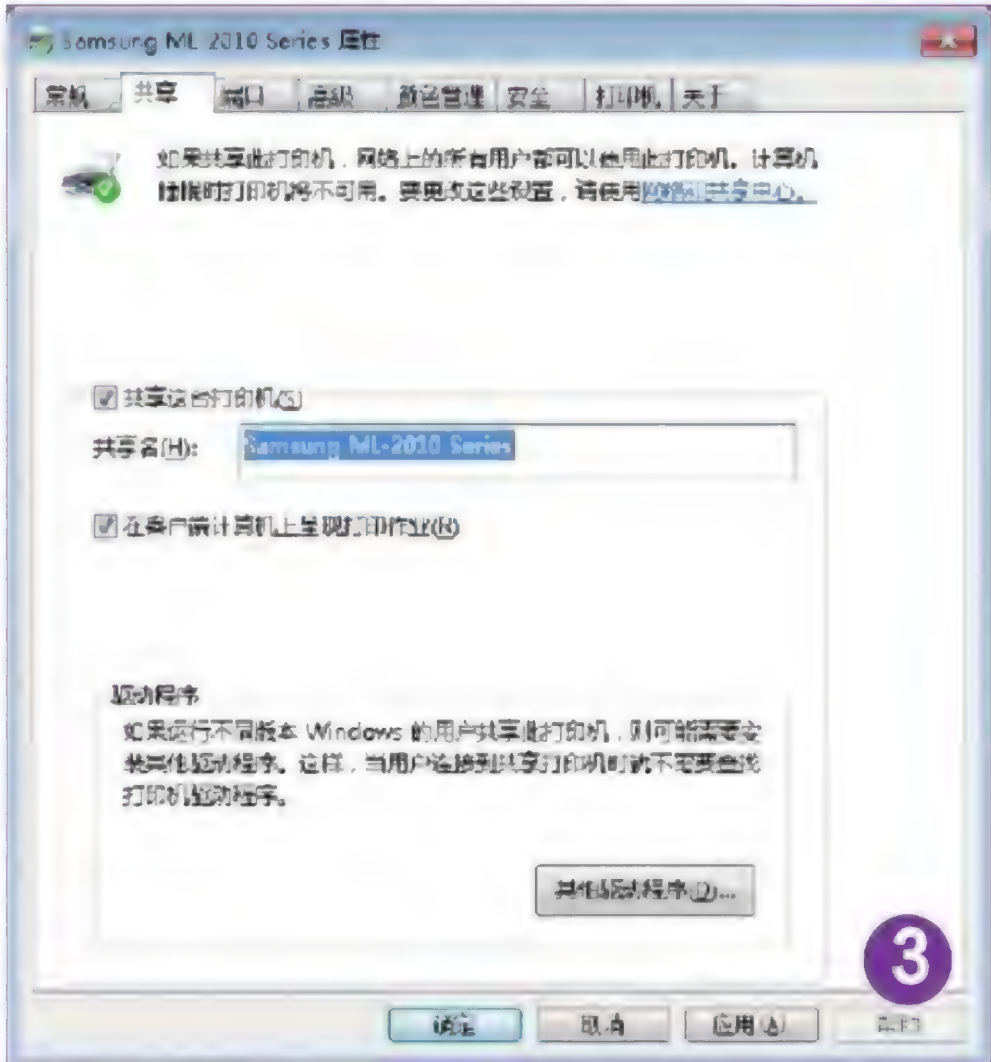 Samsung ML-2010 Series 属性
常规 共享 端口 高级 颜色管理 安全 打印机 关于
如果共享此打印机，网络上的所有用户都可以使用此打印机。计算机
睡眠时打印机将不可用。要更改这些设置，请使用网络和共享中心。
共享这台打印机(S)
共享名(H): Samsung ML-2010 Series
在客户端计算机上呈现打印作业(R)
驱动程序
如果运行不同版本 Windows 的用户共享此打印机，则可能需要安
装其他驱动程序。这样，当用户连接到共享打印机时就不需要查找
打印机驱动程序。
其他驱动程序(D)...
3
确定 取消 应用(A)